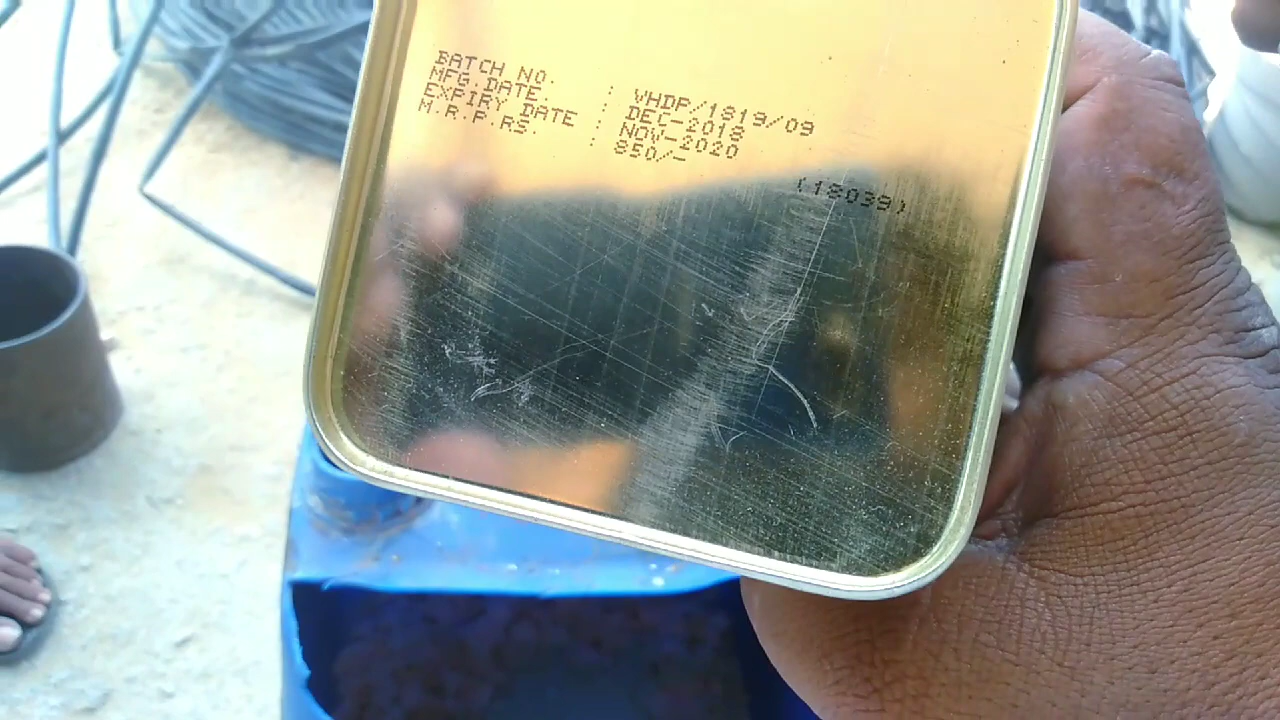 BATCH NO. : VHDP/1819/09
MFG.DATE. : DEC-2018
EXPIRY DATE : NOV-2020
M.R.P.RS. : 850/-
(18039)